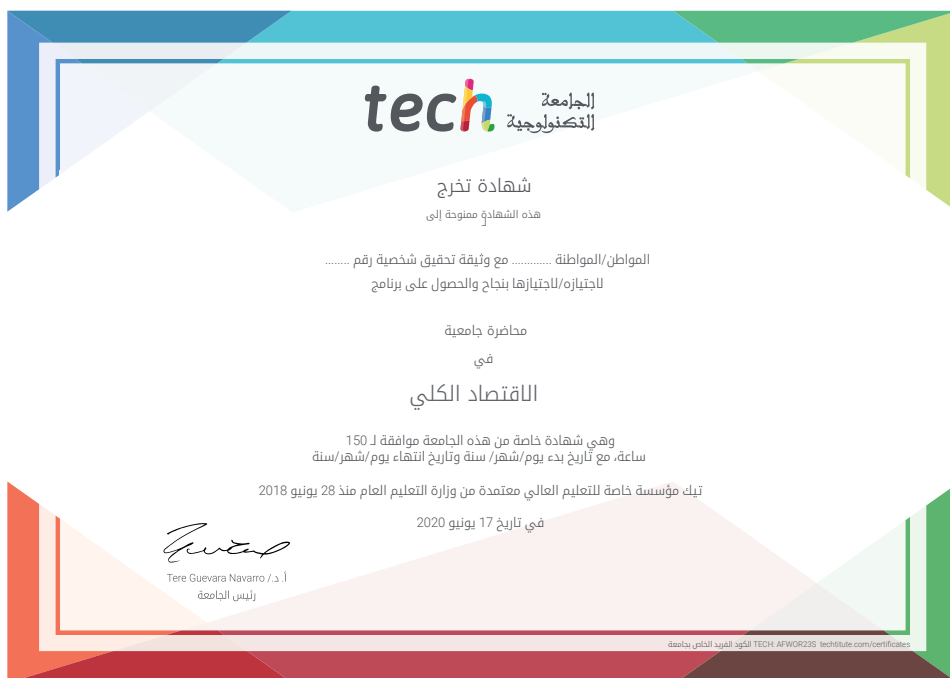 tech الجامعة
التكنولوجية
شهادة تخرج
هذه الشهادة ممنوحة إلى
المواطن/المواطنة ............ مع وثيقة تحقيق شخصية رقم ........
لاجتيازه/لاجتيازها بنجاح والحصول على برنامج
محاضرة جامعية
في
الاقتصاد الكلي
وهي شهادة خاصة من هذه الجامعة موافقة لـ 150
ساعة، مع تاريخ بدء يوم/شهر/ سنة وتاريخ انتهاء يوم/شهر/سنة
تيك مؤسسة خاصة للتعليم العالي معتمدة من وزارة التعليم العام منذ 28 يونيو 2018
في تاريخ 17 يونيو 2020
أ. د./ Tere Guevara Navarro
رئيس الجامعة
الكود الفريد الخاص بجامعة TECH: AFWOR23S techtitute.com/certificates